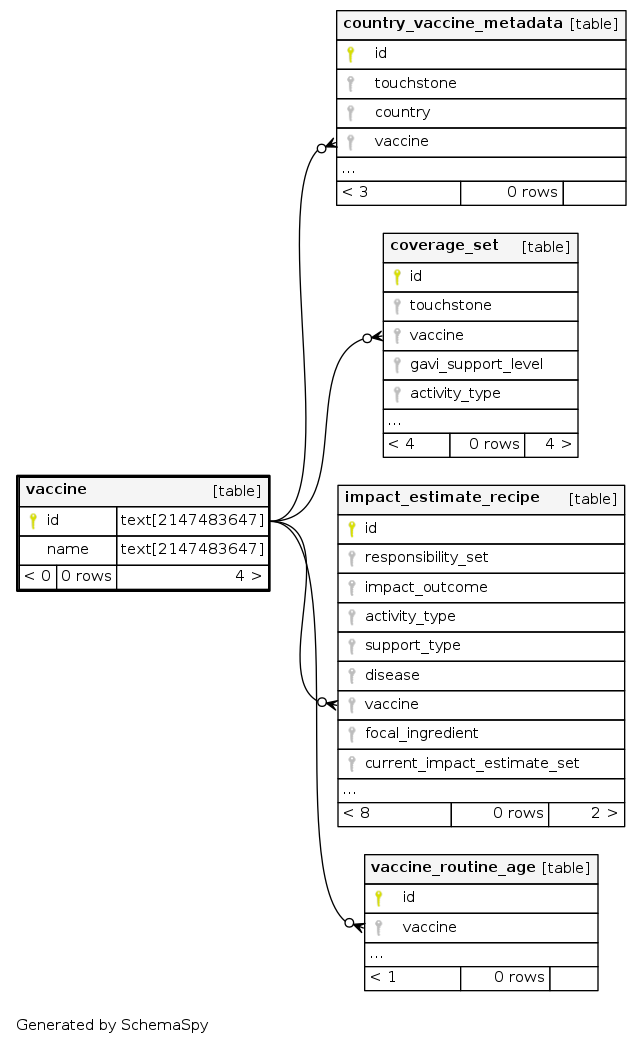 country_vaccine_metadata [table]
id
touchstone
country
vaccine
...
< 3 0 rows
coverage_set [table]
id
touchstone
vaccine
gavi_support_level
activity_type
...
< 4 0 rows 4 >
vaccine [table]
id text[2147483647]
name text[2147483647]
< 0 0 rows 4 >
impact_estimate_recipe [table]
id
responsibility_set
impact_outcome
activity_type
support_type
disease
vaccine
focal_ingredient
current_impact_estimate_set
...
< 8 0 rows 2 >
vaccine_routine_age [table]
id
vaccine
...
< 1 0 rows
Generated by SchemaSpy